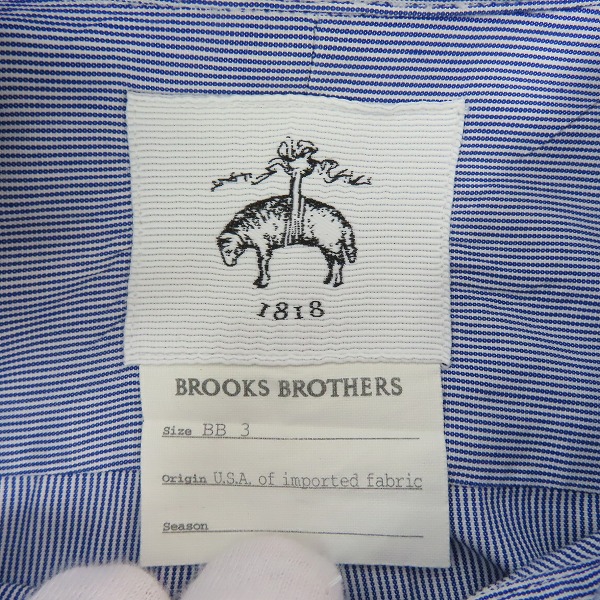 1818
BROOKS BROTHERS
Size BB 3
Origin U.S.A. of imported fabric
Season